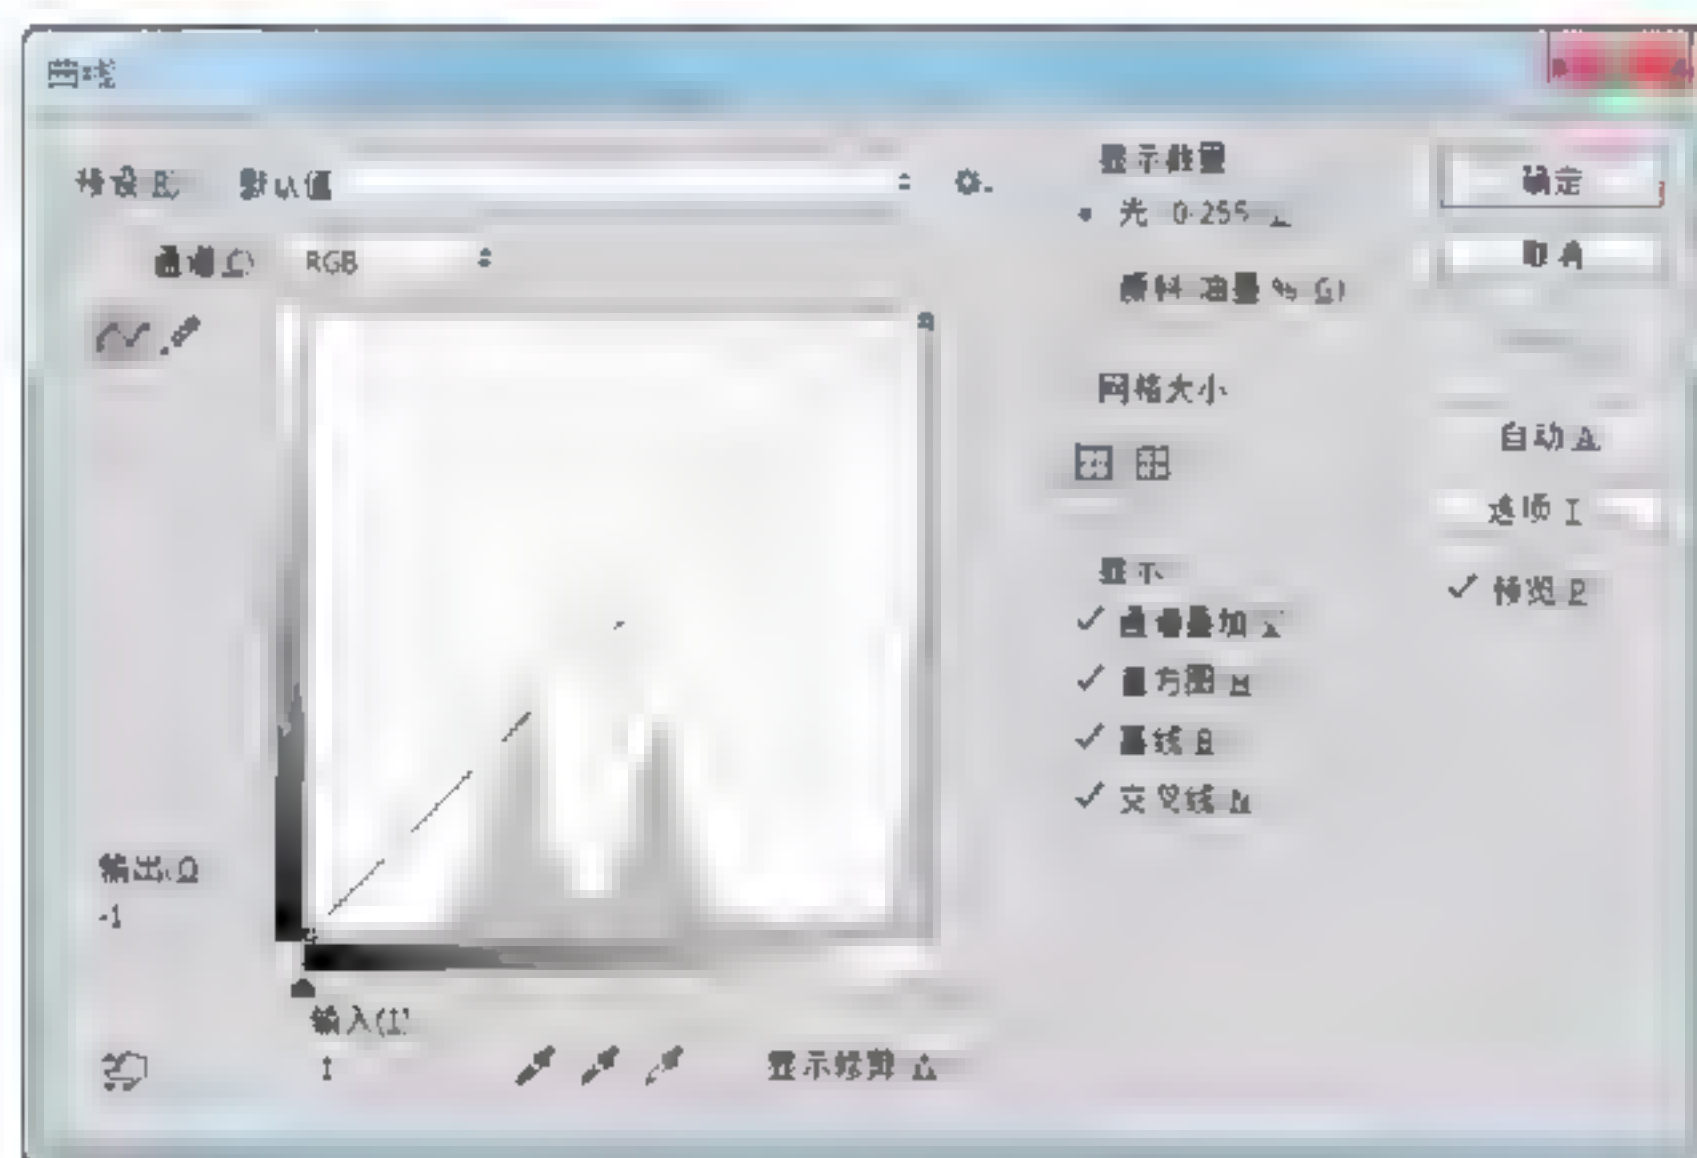 曲线
预设(R): 默认值
通道(C): RGB
显示数量:
光 (0-255)(L)
颜料/油墨 % (G)
网格大小:
显示:
通道叠加(V)
直方图(H)
基线(B)
交叉线(N)
确定
取消
自动(A)
选项(T)
预览(P)
输出(O):
输入(I):
显示修剪(W)